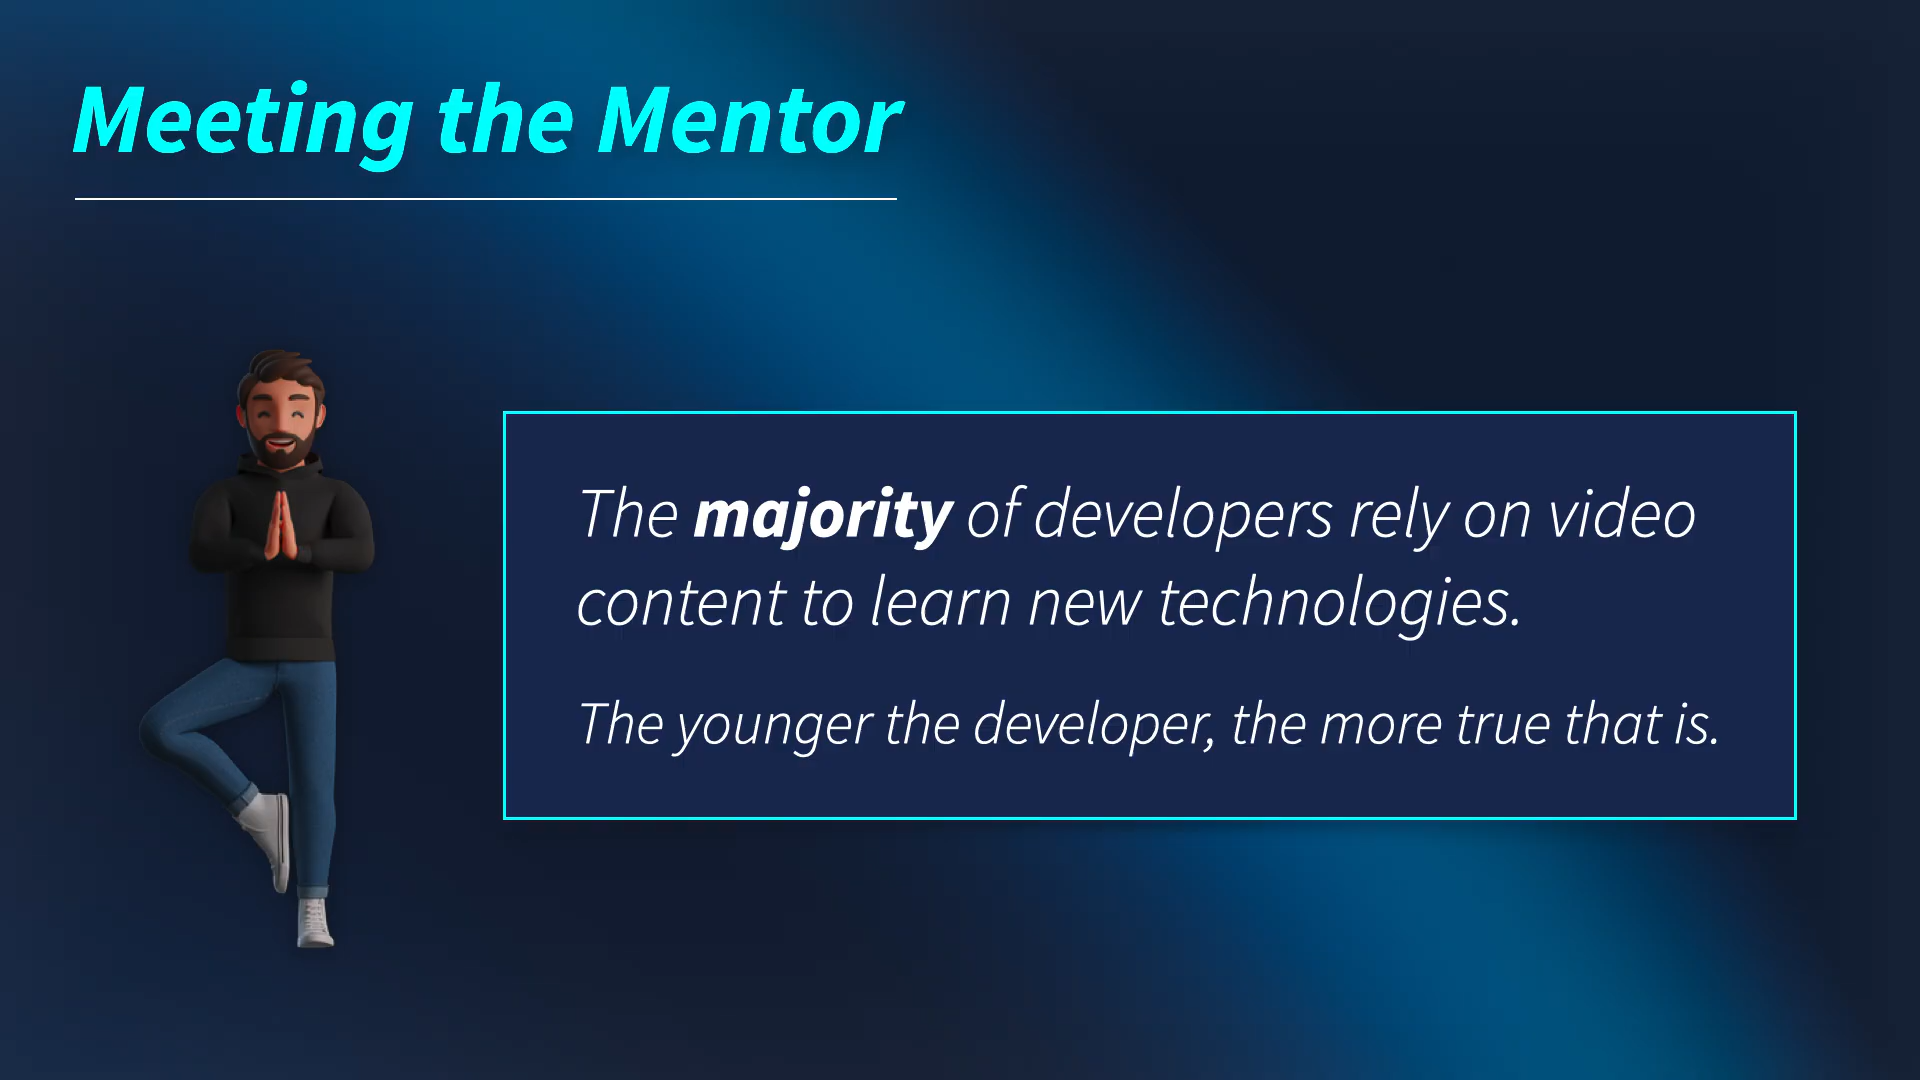 Meeting the Mentor
The majority of developers rely on video
content to learn new technologies.
The younger the developer, the more true that is.